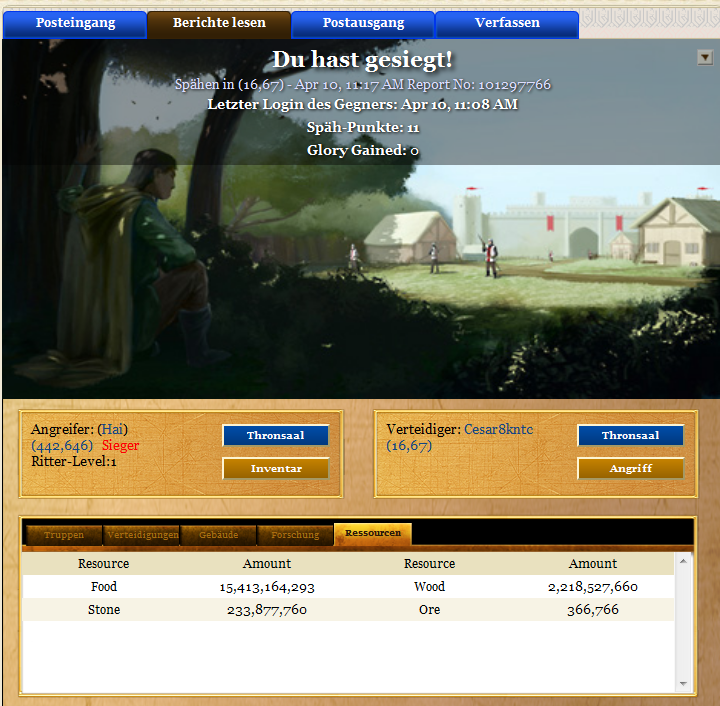 Posteingang Berichte lesen Postausgang Verfassen
Du hast gesiegt!
Spähen in (16,67) - Apr 10, 11:17 AM Report No: 101297766
Letzter Login des Gegners: Apr 10, 11:08 AM
Späh-Punkte: 11
Glory Gained: 0
Angreifer: (Hai)
(442,646) Sieger
Ritter-Level:1
Thronsaal
Inventar
Verteidiger: Cesar8kntc
(16,67)
Thronsaal
Angriff
Truppen Verteidigungen Gebäude Forschung Ressourcen
Resource Amount Resource Amount
Food 15,413,164,293 Wood 2,218,527,660
Stone 233,877,760 Ore 366,766